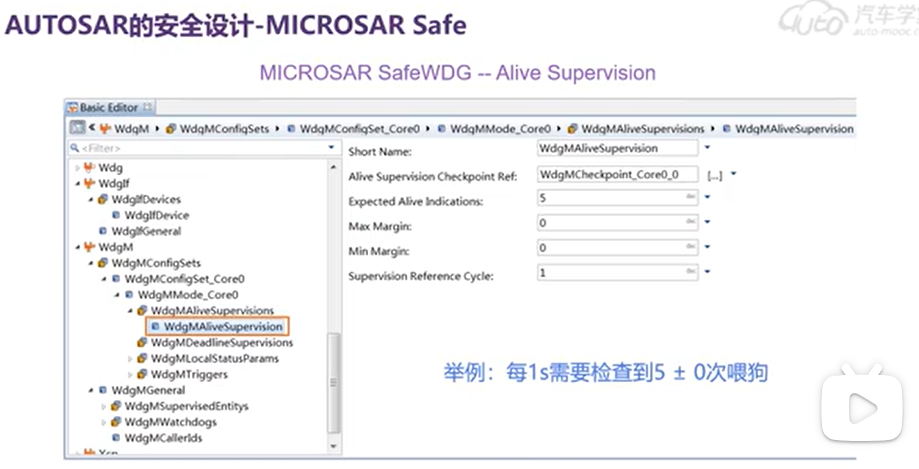 AUTOSAR的安全设计-MICROSAR Safe
汽车学
auto-mooc.co
MICROSAR SafeWDG -- Alive Supervision
Basic Editor
WdgM WdgMConfigSets WdgMConfigSet_Core0 WdgMMode_Core0 WdgMAliveSupervisions WdgMAliveSupervision
<Filter>
Wdg
WdgIf
WdgIfDevices
WdgIfDevice
WdgIfGeneral
WdgM
WdgMConfigSets
WdgMConfigSet_Core0
WdgMMode_Core0
WdgMAliveSupervisions
WdgMAliveSupervision
WdgMDeadlineSupervisions
WdgMLocalStatusParams
WdgMTriggers
WdgMGeneral
WdgMSupervisedEntitys
WdgMWatchdogs
WdgMCallerIds
Short Name: WdgMAliveSupervision
Alive Supervision Checkpoint Ref: WdgMCheckpoint_Core0_0 [...]
Expected Alive Indications: 5
Max Margin: 0
Min Margin: 0
Supervision Reference Cycle: 1
举例：每1s需要检查到5 ± 0次喂狗